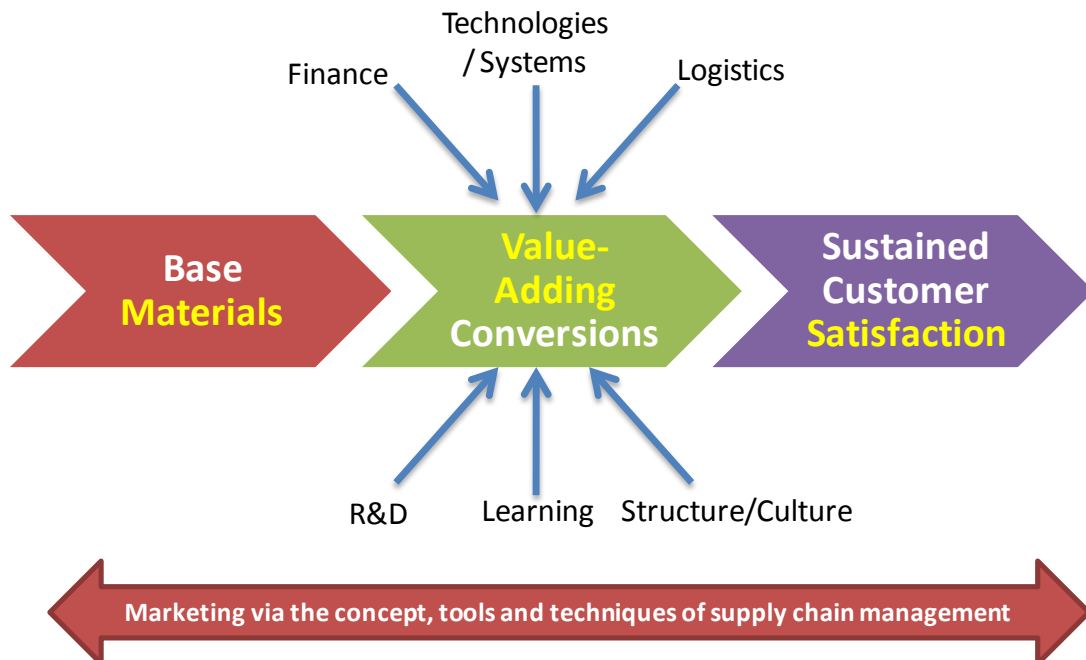 Technologies
/ Systems
Finance
Logistics
Base
Materials
Value-
Adding
Conversions
Sustained
Customer
Satisfaction
R&D
Learning
Structure/Culture
Marketing via the concept, tools and techniques of supply chain management